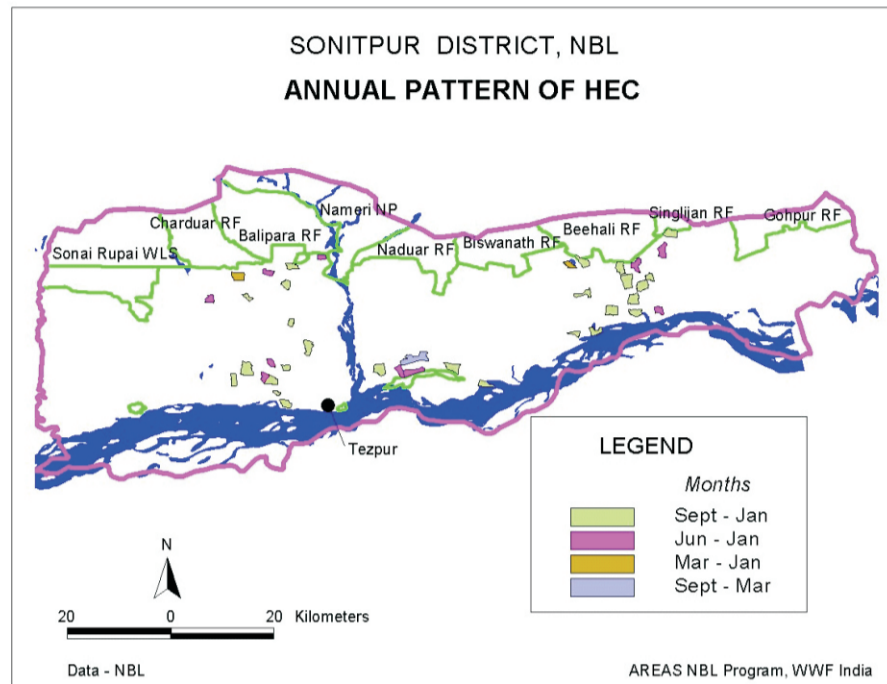 SONITPUR DISTRICT, NBL
ANNUAL PATTERN OF HEC
Nameri NP
Charduar RF
Singlijan RF
Gohpur RF
Balipara RF
Beehali RF
Biswanath RF
Naduar RF
Sonai Rupai WLS
Tezpur
LEGEND
Months
Sept - Jan
Jun - Jan
Mar - Jan
Sept - Mar
N
20 0 20 Kilometers
Data - NBL
AREAS NBL Program, WWF India